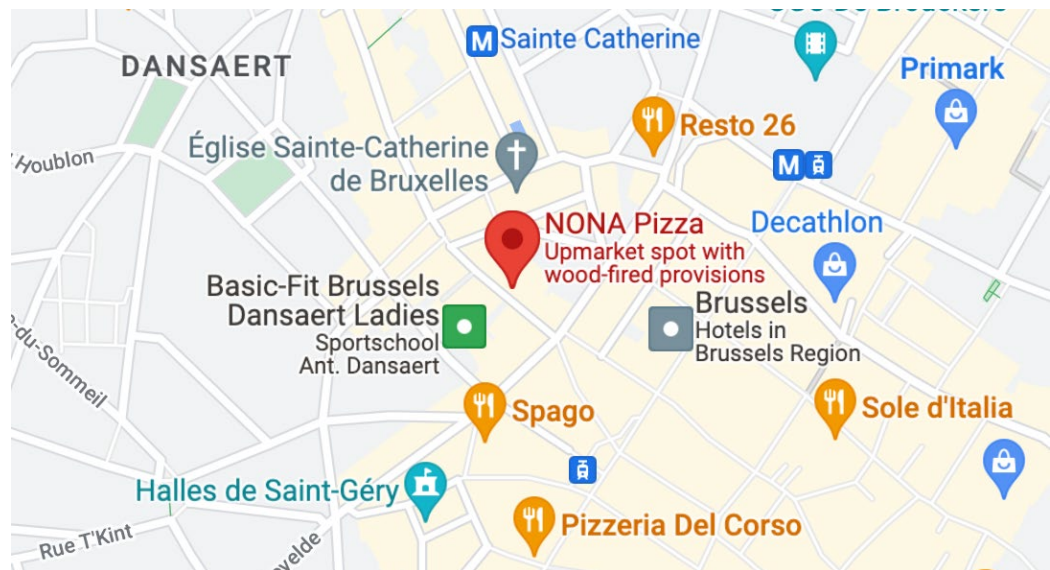 Sainte Catherine
DANSAERT
Primark
Resto 26
Houblon
Église Sainte-Catherine
de Bruxelles
M
M
NONA Pizza
Upmarket spot with
wood-fired provisions
Decathlon
Basic-Fit Brussels
Dansaert Ladies
Sportschool
Ant. Dansaert
Brussels
Hotels in
Brussels Region
Spago
Sole d'Italia
Halles de Saint-Géry
Pizzeria Del Corso
Rue T'Kint